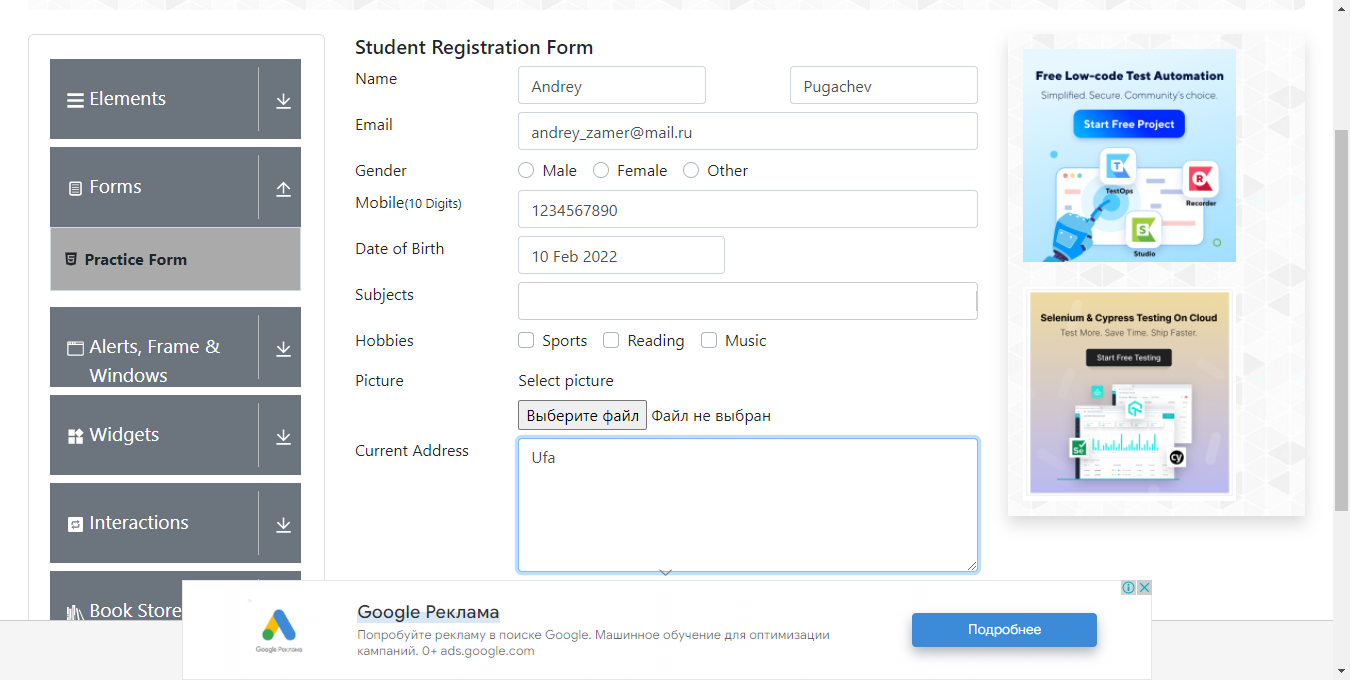 Elements
Forms
Practice Form
Alerts, Frame &
Windows
Widgets
Interactions
Book Store
Student Registration Form
Name Andrey Pugachev
Email andrey_zamer@mail.ru
Gender Male Female Other
Mobile(10 Digits) 1234567890
Date of Birth 10 Feb 2022
Subjects
Hobbies Sports Reading Music
Picture Select picture
Выберите файл Файл не выбран
Current Address Ufa
Free Low-code Test Automation
Simplified. Secure. Community's choice.
Start Free Project
TestOps
Recorder
Studio
Selenium & Cypress Testing On Cloud
Test More. Save Time. Ship Faster.
Start Free Testing
Se
cy
Google Реклама
Google Реклама
Попробуйте рекламу в поиске Google. Машинное обучение для оптимизации
кампаний. 0+ ads.google.com
Подробнее